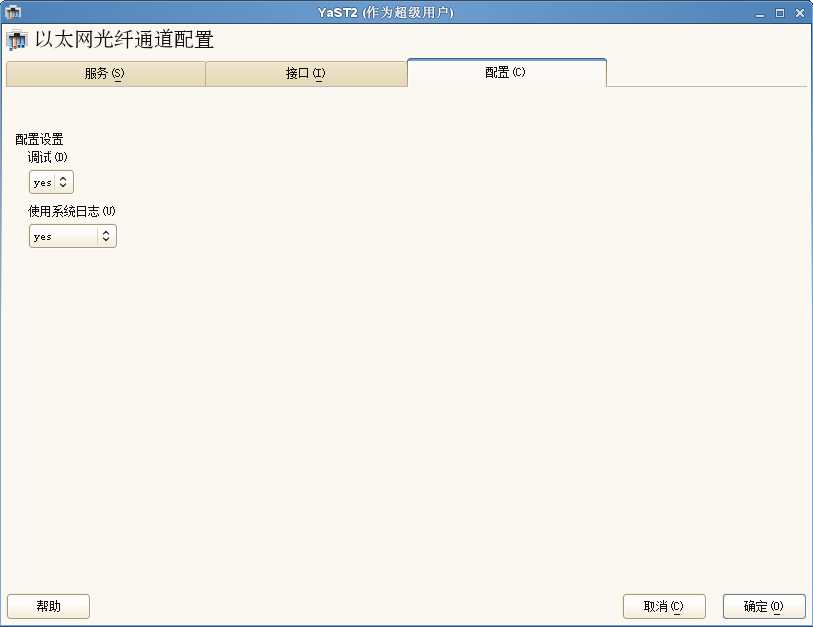 YaST2 (作为超级用户)
以太网光纤通道配置
服务(S) 接口(I) 配置(C)
配置设置
调试(D)
yes
使用系统日志(U)
yes
帮助 取消(C) 确定(O)